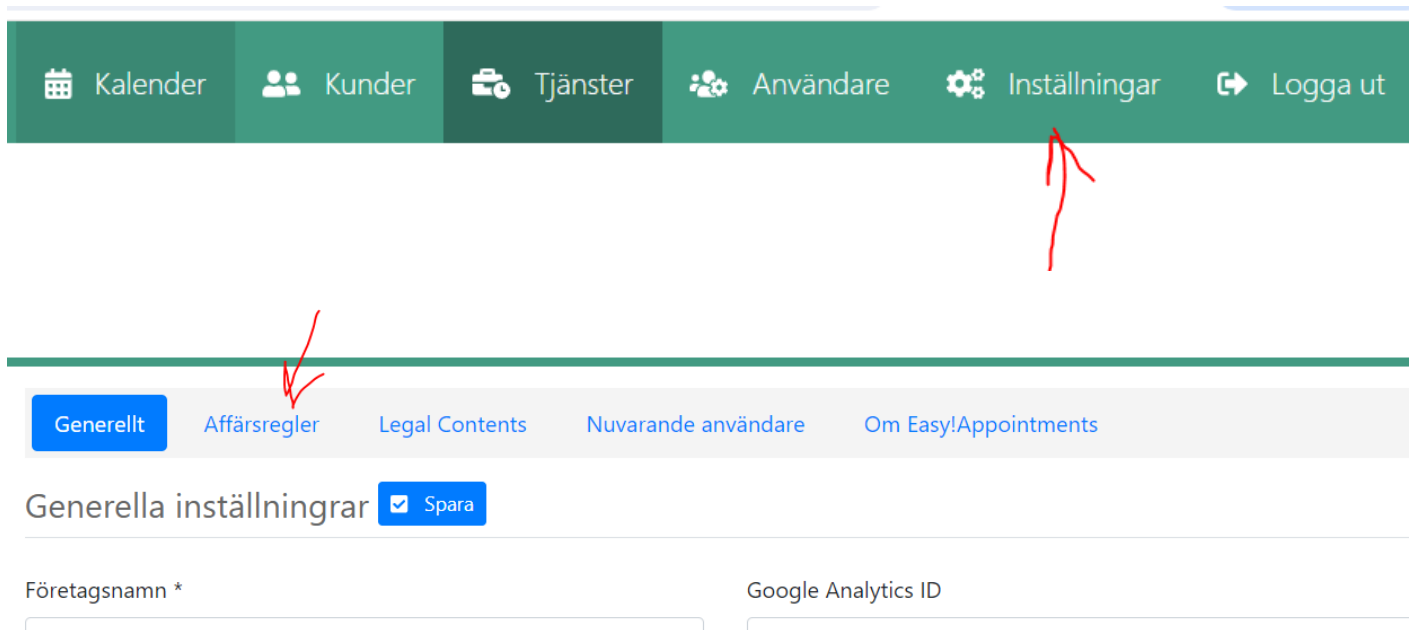 Kalender Kunder Tjänster Användare Inställningar Logga ut
Generellt Affärsregler Legal Contents Nuvarande användare Om Easy!Appointments
Generella inställningrar Spara
Företagsnamn * Google Analytics ID